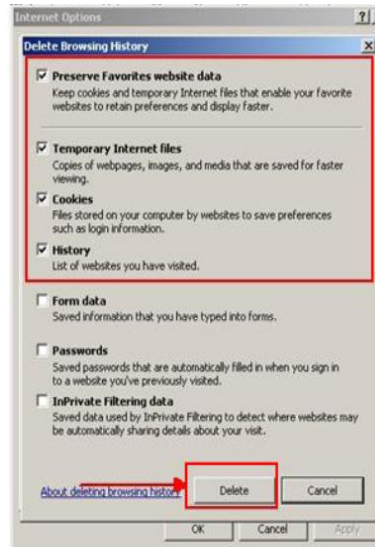 Internet Options
Delete Browsing History
Preserve Favorites website data
Keep cookies and temporary Internet files that enable your favorite
websites to retain preferences and display faster.
Temporary Internet files
Copies of webpages, images, and media that are saved for faster
viewing.
Cookies
Files stored on your computer by websites to save preferences
such as login information.
History
List of websites you have visited.
Form data
Saved information that you have typed into forms.
Passwords
Saved passwords that are automatically filled in when you sign in
to a website you've previously visited.
InPrivate Filtering data
Saved data used by InPrivate Filtering to detect where websites may
be automatically sharing details about your visit.
About deleting browsing history Delete Cancel
OK Cancel Apply